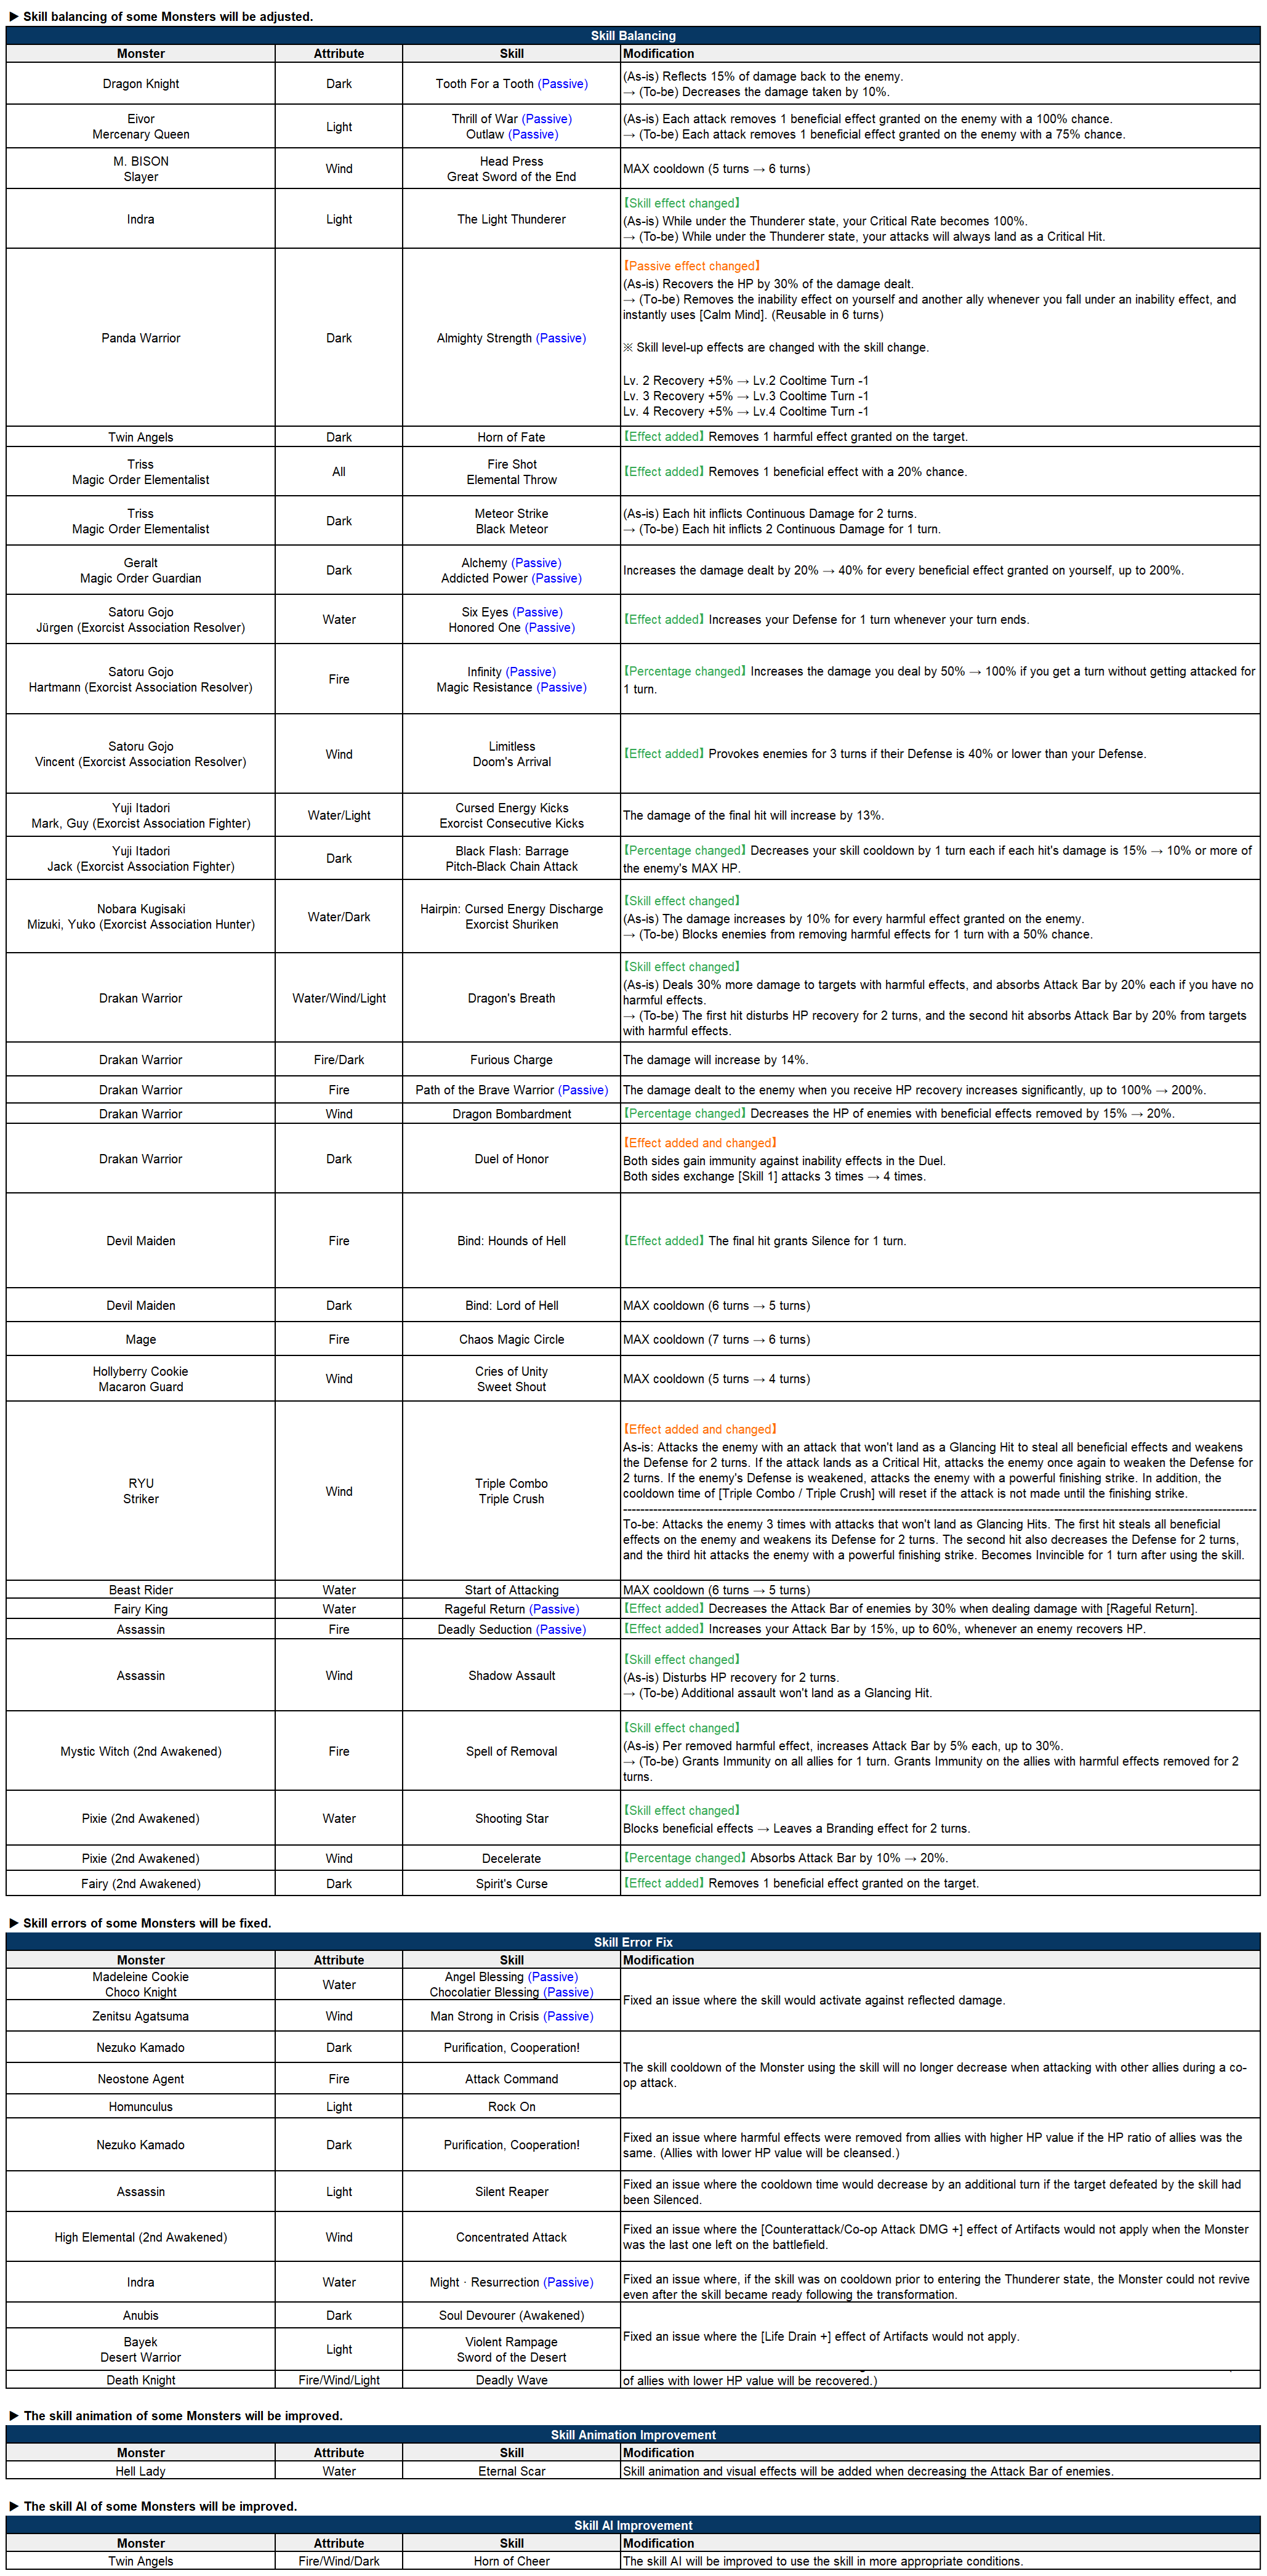 ▶ Skill balancing of some Monsters will be adjusted.
Skill Balancing
Monster Attribute Skill Modification
Dragon Knight Dark Tooth For a Tooth (Passive)
(As-is) Reflects 15% of damage back to the enemy.
→ (To-be) Decreases the damage taken by 10%.
Eivor
Mercenary Queen
Light
Thrill of War (Passive)
Outlaw (Passive)
(As-is) Each attack removes 1 beneficial effect granted on the enemy with a 100% chance.
→ (To-be) Each attack removes 1 beneficial effect granted on the enemy with a 75% chance.
M. BISON
Slayer
Wind
Head Press
Great Sword of the End
MAX cooldown (5 turns → 6 turns)
Indra Light The Light Thunderer
【Skill effect changed】
(As-is) While under the Thunderer state, your Critical Rate becomes 100%.
→ (To-be) While under the Thunderer state, your attacks will always land as a Critical Hit.
Panda Warrior Dark Almighty Strength (Passive)
【Passive effect changed】
(As-is) Recovers the HP by 30% of the damage dealt.
→ (To-be) Removes the inability effect on yourself and another ally whenever you fall under an inability effect, and
instantly uses [Calm Mind]. (Reusable in 6 turns)
※ Skill level-up effects are changed with the skill change.
Lv. 2 Recovery +5% → Lv.2 Cooltime Turn -1
Lv. 3 Recovery +5% → Lv.3 Cooltime Turn -1
Lv. 4 Recovery +5% → Lv.4 Cooltime Turn -1
Twin Angels Dark Horn of Fate 【Effect added】 Removes 1 harmful effect granted on the target.
Triss
Magic Order Elementalist
All
Fire Shot
Elemental Throw
【Effect added】 Removes 1 beneficial effect with a 20% chance.
Triss
Magic Order Elementalist
Dark
Meteor Strike
Black Meteor
(As-is) Each hit inflicts Continuous Damage for 2 turns.
→ (To-be) Each hit inflicts 2 Continuous Damage for 1 turn.
Geralt
Magic Order Guardian
Dark
Alchemy (Passive)
Addicted Power (Passive)
Increases the damage dealt by 20% → 40% for every beneficial effect granted on yourself, up to 200%.
Satoru Gojo
Jürgen (Exorcist Association Resolver)
Water
Six Eyes (Passive)
Honored One (Passive)
【Effect added】 Increases your Defense for 1 turn whenever your turn ends.
Satoru Gojo
Hartmann (Exorcist Association Resolver)
Fire
Infinity (Passive)
Magic Resistance (Passive)
【Percentage changed】 Increases the damage you deal by 50% → 100% if you get a turn without getting attacked for
1 turn.
Satoru Gojo
Vincent (Exorcist Association Resolver)
Wind
Limitless
Doom's Arrival
【Effect added】 Provokes enemies for 3 turns if their Defense is 40% or lower than your Defense.
Yuji Itadori
Mark, Guy (Exorcist Association Fighter)
Water/Light
Cursed Energy Kicks
Exorcist Consecutive Kicks
The damage of the final hit will increase by 13%.
Yuji Itadori
Jack (Exorcist Association Fighter)
Dark
Black Flash: Barrage
Pitch-Black Chain Attack
【Percentage changed】 Decreases your skill cooldown by 1 turn each if each hit's damage is 15% → 10% or more of
the enemy's MAX HP.
Nobara Kugisaki
Mizuki, Yuko (Exorcist Association Hunter)
Water/Dark
Hairpin: Cursed Energy Discharge
Exorcist Shuriken
【Skill effect changed】
(As-is) The damage increases by 10% for every harmful effect granted on the enemy.
→ (To-be) Blocks enemies from removing harmful effects for 1 turn with a 50% chance.
Drakan Warrior Water/Wind/Light Dragon's Breath
【Skill effect changed】
(As-is) Deals 30% more damage to targets with harmful effects, and absorbs Attack Bar by 20% each if you have no
harmful effects.
→ (To-be) The first hit disturbs HP recovery for 2 turns, and the second hit absorbs Attack Bar by 20% from targets
with harmful effects.
Drakan Warrior Fire/Dark Furious Charge The damage will increase by 14%.
Drakan Warrior Fire Path of the Brave Warrior (Passive) The damage dealt to the enemy when you receive HP recovery increases significantly, up to 100% → 200%.
Drakan Warrior Wind Dragon Bombardment 【Percentage changed】 Decreases the HP of enemies with beneficial effects removed by 15% → 20%.
Drakan Warrior Dark Duel of Honor
【Effect added and changed】
Both sides gain immunity against inability effects in the Duel.
Both sides exchange [Skill 1] attacks 3 times → 4 times.
Devil Maiden Fire Bind: Hounds of Hell 【Effect added】 The final hit grants Silence for 1 turn.
Devil Maiden Dark Bind: Lord of Hell MAX cooldown (6 turns → 5 turns)
Mage Fire Chaos Magic Circle MAX cooldown (7 turns → 6 turns)
Hollyberry Cookie
Macaron Guard
Wind
Cries of Unity
Sweet Shout
MAX cooldown (5 turns → 4 turns)
RYU
Striker
Wind
Triple Combo
Triple Crush
【Effect added and changed】
As-is: Attacks the enemy with an attack that won't land as a Glancing Hit to steal all beneficial effects and weakens
the Defense for 2 turns. If the attack lands as a Critical Hit, attacks the enemy once again to weaken the Defense for
2 turns. If the enemy's Defense is weakened, attacks the enemy with a powerful finishing strike. In addition, the
cooldown time of [Triple Combo / Triple Crush] will reset if the attack is not made until the finishing strike.
To-be: Attacks the enemy 3 times with attacks that won't land as Glancing Hits. The first hit steals all beneficial
effects on the enemy and weakens its Defense for 2 turns. The second hit also decreases the Defense for 2 turns,
and the third hit attacks the enemy with a powerful finishing strike. Becomes Invincible for 1 turn after using the skill.
Beast Rider Water Start of Attacking MAX cooldown (6 turns → 5 turns)
Fairy King Water Rageful Return (Passive) 【Effect added】 Decreases the Attack Bar of enemies by 30% when dealing damage with [Rageful Return].
Assassin Fire Deadly Seduction (Passive) 【Effect added】 Increases your Attack Bar by 15%, up to 60%, whenever an enemy recovers HP.
Assassin Wind Shadow Assault
【Skill effect changed】
(As-is) Disturbs HP recovery for 2 turns.
→ (To-be) Additional assault won't land as a Glancing Hit.
Mystic Witch (2nd Awakened) Fire Spell of Removal
【Skill effect changed】
(As-is) Per removed harmful effect, increases Attack Bar by 5% each, up to 30%.
→ (To-be) Grants Immunity on all allies for 1 turn. Grants Immunity on the allies with harmful effects removed for 2
turns.
Pixie (2nd Awakened) Water Shooting Star
【Skill effect changed】
Blocks beneficial effects → Leaves a Branding effect for 2 turns.
Pixie (2nd Awakened) Wind Decelerate 【Percentage changed】 Absorbs Attack Bar by 10% → 20%.
Fairy (2nd Awakened) Dark Spirit's Curse 【Effect added】 Removes 1 beneficial effect granted on the target.
▶ Skill errors of some Monsters will be fixed.
Skill Error Fix
Monster Attribute Skill Modification
Madeleine Cookie
Choco Knight
Water
Angel Blessing (Passive)
Chocolatier Blessing (Passive)
Fixed an issue where the skill would activate against reflected damage.
Zenitsu Agatsuma Wind Man Strong in Crisis (Passive)
Nezuko Kamado Dark Purification, Cooperation!
The skill cooldown of the Monster using the skill will no longer decrease when attacking with other allies during a co-
op attack.
Neostone Agent Fire Attack Command
Homunculus Light Rock On
Nezuko Kamado Dark Purification, Cooperation!
Fixed an issue where harmful effects were removed from allies with higher HP value if the HP ratio of allies was the
same. (Allies with lower HP value will be cleansed.)
Assassin Light Silent Reaper
Fixed an issue where the cooldown time would decrease by an additional turn if the target defeated by the skill had
been Silenced.
High Elemental (2nd Awakened) Wind Concentrated Attack
Fixed an issue where the [Counterattack/Co-op Attack DMG +] effect of Artifacts would not apply when the Monster
was the last one left on the battlefield.
Indra Water Might · Resurrection (Passive)
Fixed an issue where, if the skill was on cooldown prior to entering the Thunderer state, the Monster could not revive
even after the skill became ready following the transformation.
Anubis Dark Soul Devourer (Awakened)
Fixed an issue where the [Life Drain +] effect of Artifacts would not apply.
Bayek
Desert Warrior
Light
Violent Rampage
Sword of the Desert
Death Knight Fire/Wind/Light Deadly Wave of allies with lower HP value will be recovered.)
▶ The skill animation of some Monsters will be improved.
Skill Animation Improvement
Monster Attribute Skill Modification
Hell Lady Water Eternal Scar Skill animation and visual effects will be added when decreasing the Attack Bar of enemies.
▶ The skill AI of some Monsters will be improved.
Skill AI Improvement
Monster Attribute Skill Modification
Twin Angels Fire/Wind/Dark Horn of Cheer The skill AI will be improved to use the skill in more appropriate conditions.